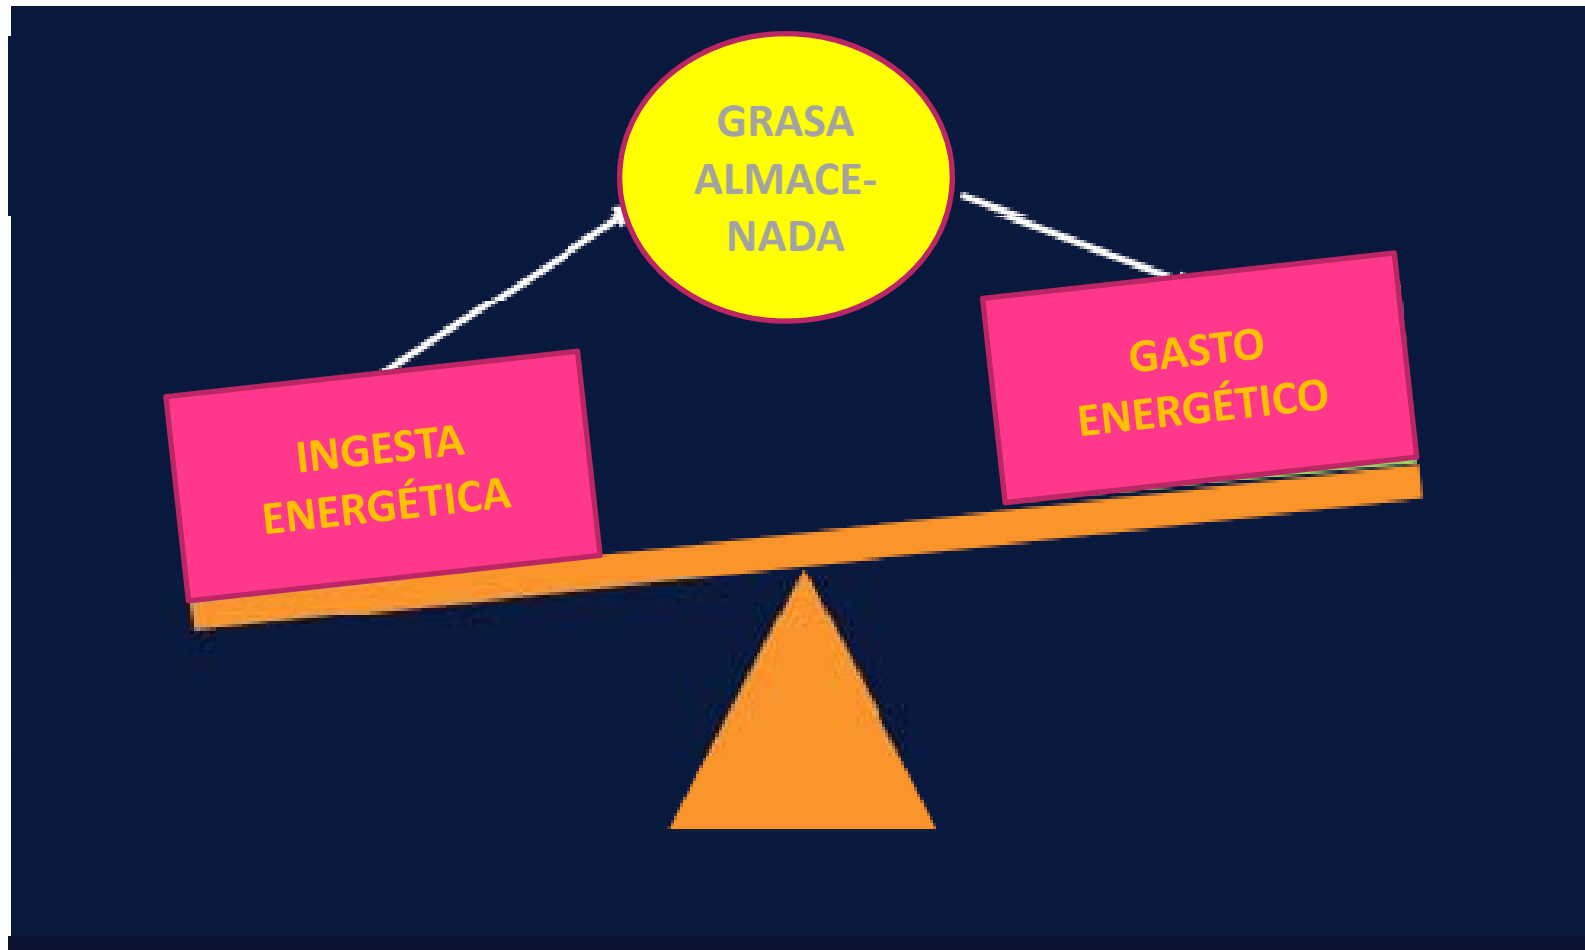 GRASA
ALMACE-
NADA
GASTO
ENERGÉTICO
INGESTA
ENERGÉTICA